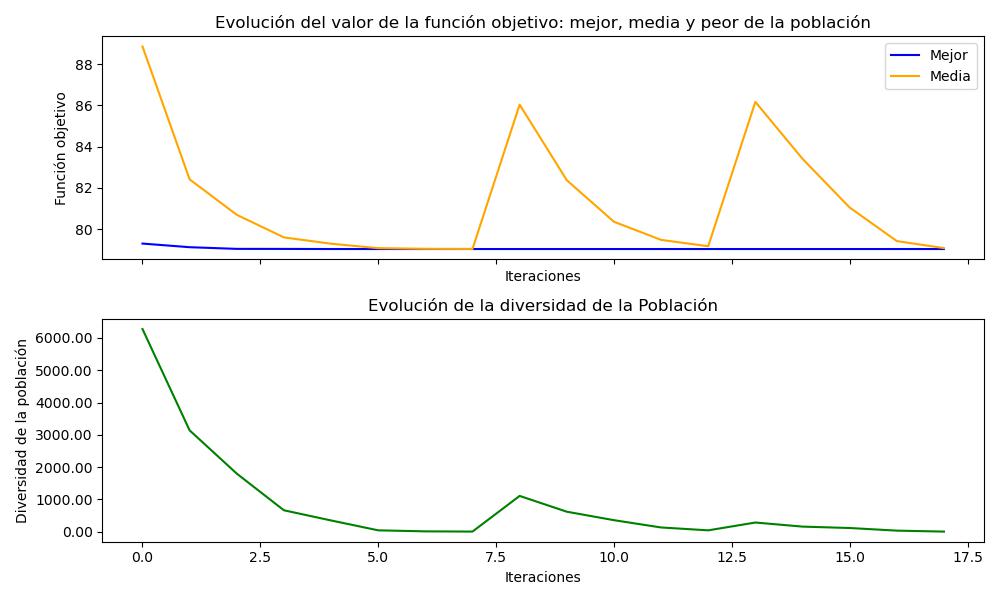 Evolución del valor de la función objetivo: mejor, media y peor de la población
Función objetivo
88
86
84
82
80
Mejor
Media
Iteraciones
Evolución de la diversidad de la Población
Diversidad de la población
6000.00
5000.00
4000.00
3000.00
2000.00
1000.00
0.00
0.0 2.5 5.0 7.5 10.0 12.5 15.0 17.5
Iteraciones